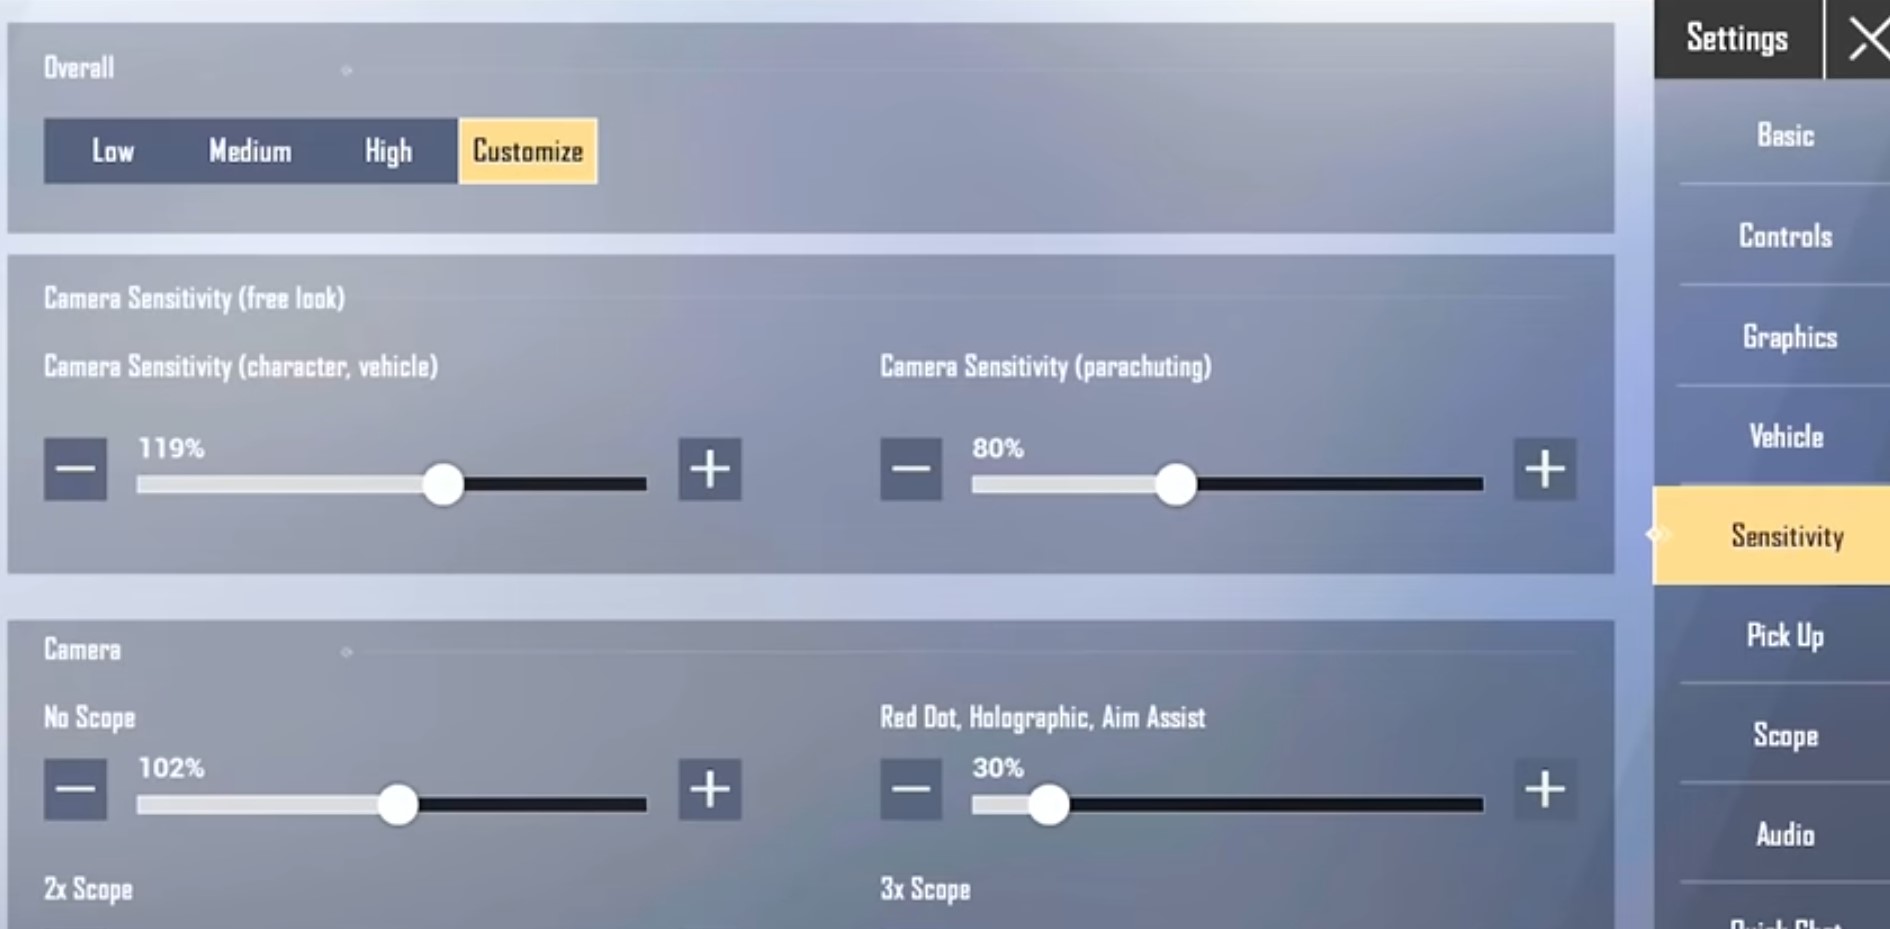 Settings
Overall
Low Medium High Customize
Camera Sensitivity (free look)
Camera Sensitivity (character, vehicle)
119%
Camera Sensitivity (parachuting)
80%
Camera
No Scope
102%
Red Dot, Holographic, Aim Assist
30%
2x Scope
3x Scope
Basic
Controls
Graphics
Vehicle
Sensitivity
Pick Up
Scope
Audio